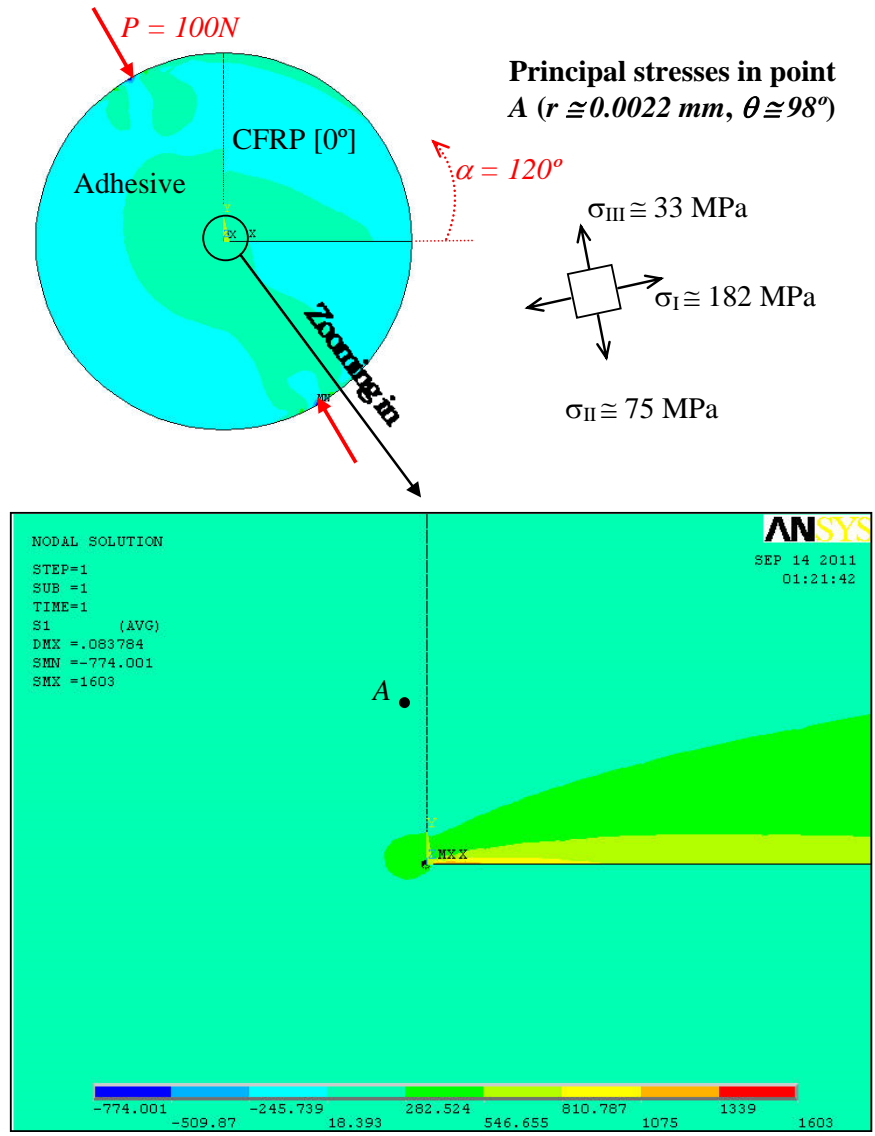 P = 100N
Principal stresses in point
A (r ≅ 0.0022 mm, θ ≅ 98º)
CFRP [0º]
α = 120º
Adhesive
Y
ZX X
σIII ≅ 33 MPa
σI ≅ 182 MPa
Zooming in
MN
σII ≅ 75 MPa
ANSYS
NODAL SOLUTION
SEP 14 2011
01:21:42
STEP=1
SUB =1
TIME=1
S1 (AVG)
DMX =.083784
SMN =-774.001
SMX =1603
A
Y
MX X
-774.001 -245.739 282.524 810.787 1339
-509.87 18.393 546.655 1075 1603